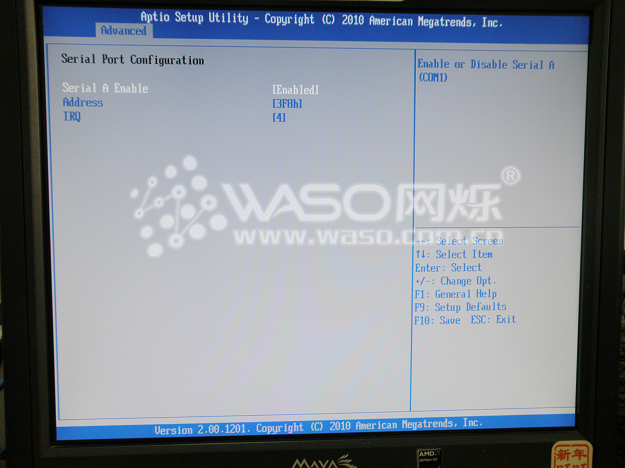 Aptio Setup Utility - Copyright (C) 2010 American Megatrends, Inc.
Advanced
Serial Port Configuration
Serial A Enable [Enabled]
Address [3F8h]
IRQ [4]
Enable or Disable Serial A
(COM1)
WASO网烁®
www.waso.com.cn
→←: Select Screen
↑↓: Select Item
Enter: Select
+/-: Change Opt.
F1: General Help
F9: Setup Defaults
F10: Save ESC: Exit
Version 2.00.1201. Copyright (C) 2010 American Megatrends, Inc.
MAYA
AMD
新年